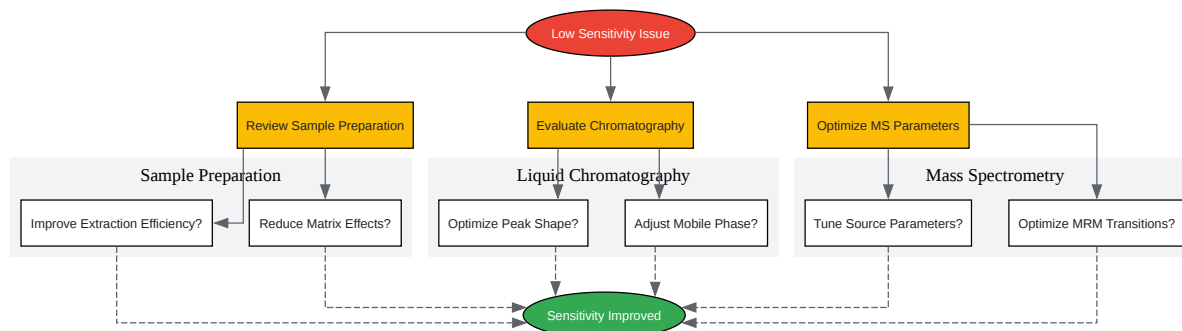 Low Sensitivity Issue
Review Sample Preparation
Evaluate Chromatography
Optimize MS Parameters
Sample Preparation
Liquid Chromatography
Mass Spectrometry
Improve Extraction Efficiency?
Reduce Matrix Effects?
Optimize Peak Shape?
Adjust Mobile Phase?
Tune Source Parameters?
Optimize MRM Transitions?
Sensitivity Improved